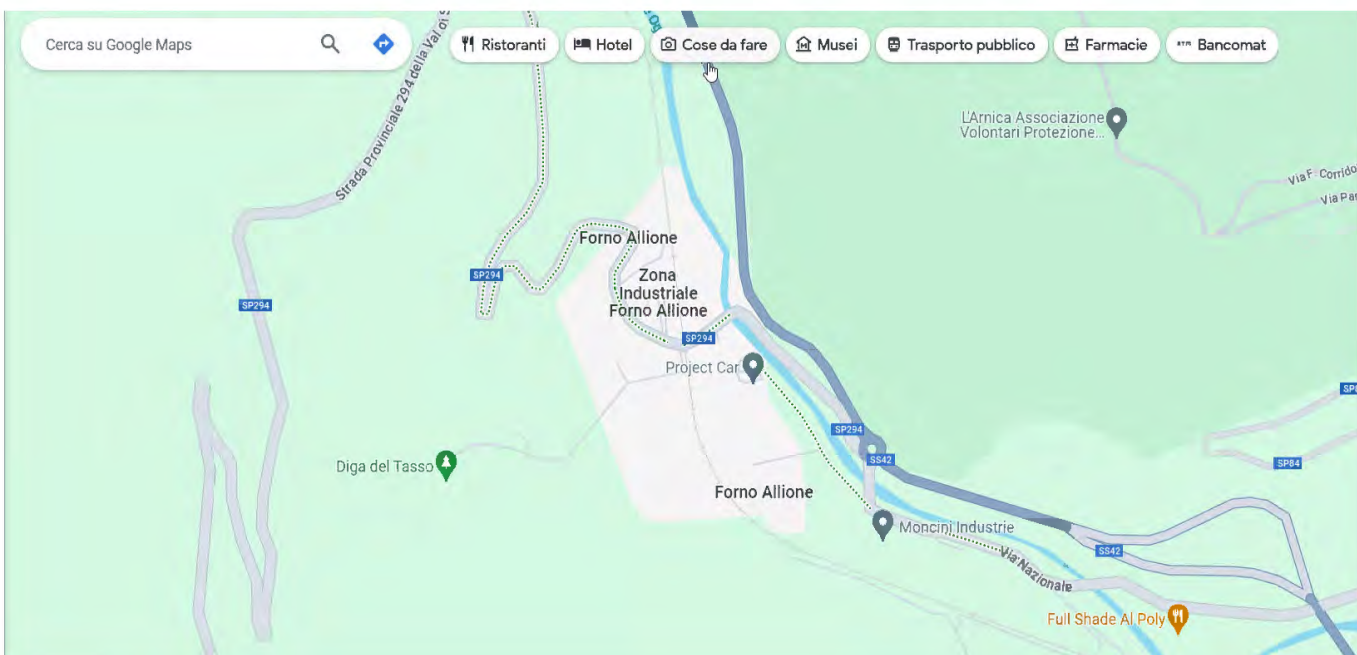 Cerca su Google Maps
Ristoranti
Hotel
Cose da fare
Musei
Trasporto pubblico
Farmacie
ATM Bancomat
Strada Provinciale 294 della Val di S
L'Arnica Associazione
Volontari Protezione...
Via F. Corrido
Via Par
Forno Allione
SP294
Zona
Industriale
Forno Allione
SP294
SP294
Project Car
SP294
SS42
SP84
Diga del Tasso
Forno Allione
Moncini Industrie
SS42
Via Nazionale
Full Shade Al Poly